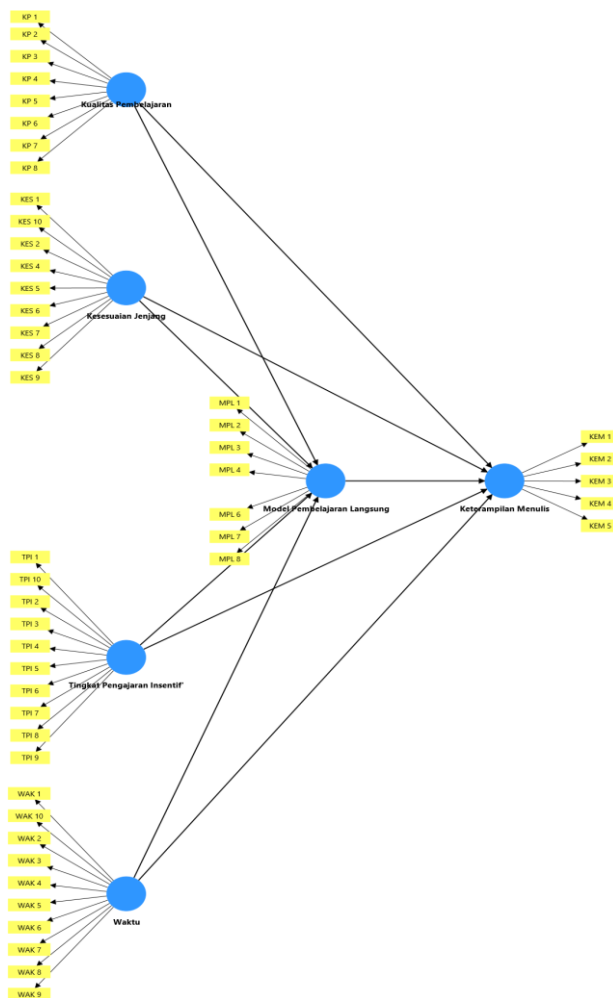 KP 1
KP 2
KP 3
KP 4
KP 5
KP 6
KP 7
KP 8
Kualitas Pembelajaran
KES 1
KES 10
KES 2
KES 4
KES 5
KES 6
KES 7
KES 8
KES 9
Kesesuaian Jenjang
MPL 1
MPL 2
MPL 3
MPL 4
MPL 6
MPL 7
MPL 8
Model Pembelajaran Langsung
Keterampilan Menulis
KEM 1
KEM 2
KEM 3
KEM 4
KEM 5
TPI 1
TPI 10
TPI 2
TPI 3
TPI 4
TPI 5
TPI 6
TPI 7
TPI 8
TPI 9
Tingkat Pengajaran Insentif'
WAK 1
WAK 10
WAK 2
WAK 3
WAK 4
WAK 5
WAK 6
WAK 7
WAK 8
WAK 9
Waktu